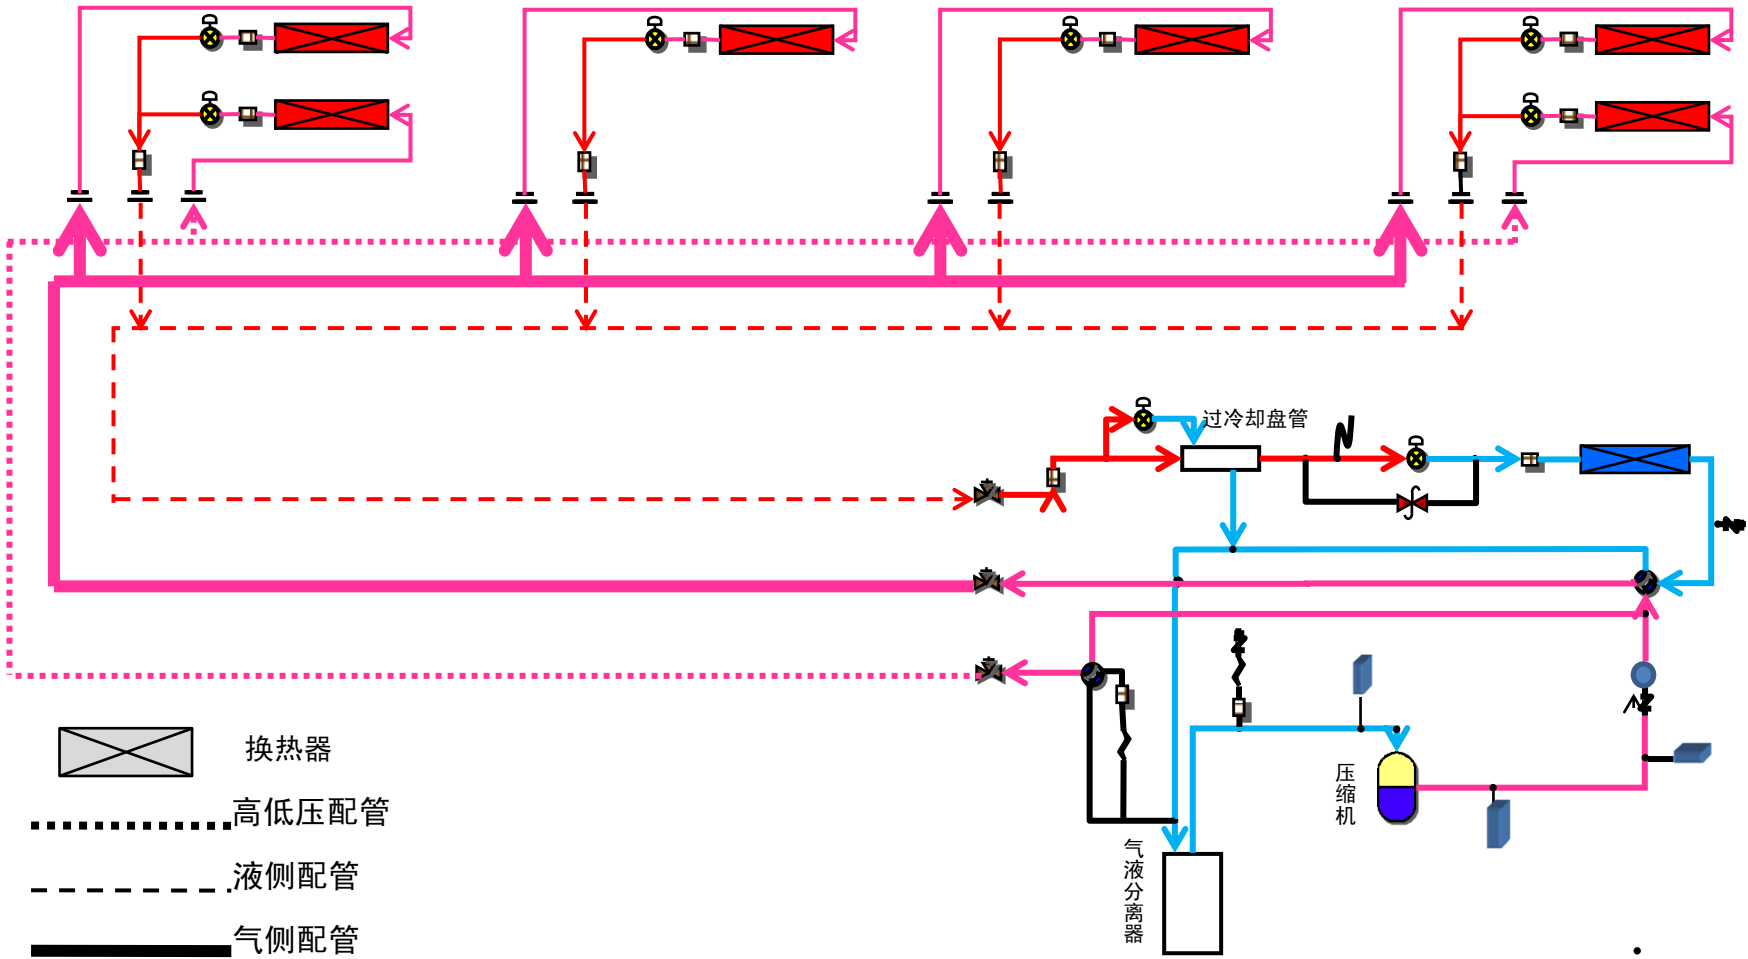 过冷却盘管
换热器
高低压配管
液侧配管
气侧配管
压缩机
气液分离器